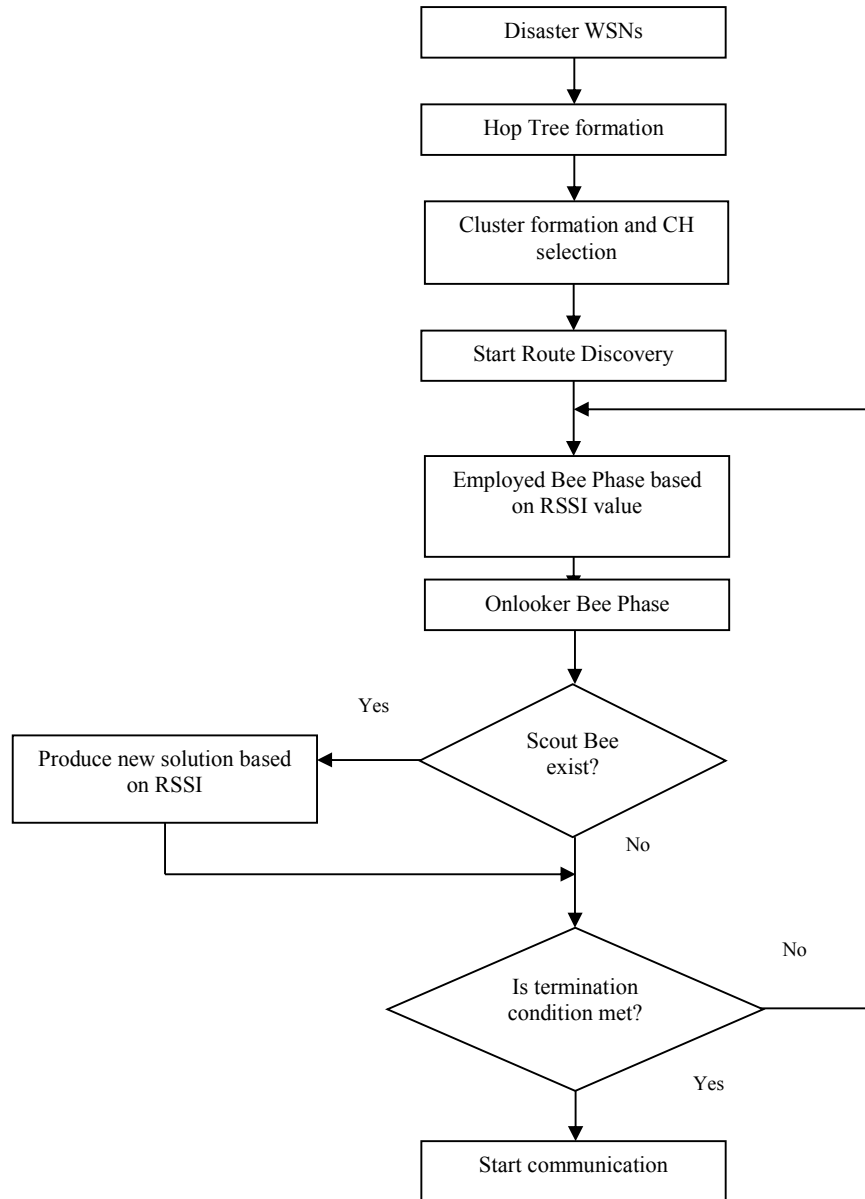 Disaster WSNs
Hop Tree formation
Cluster formation and CH
selection
Start Route Discovery
Employed Bee Phase based
on RSSI value
Onlooker Bee Phase
Yes
Scout Bee
exist?
Produce new solution based
on RSSI
No
No
Is termination
condition met?
Yes
Start communication